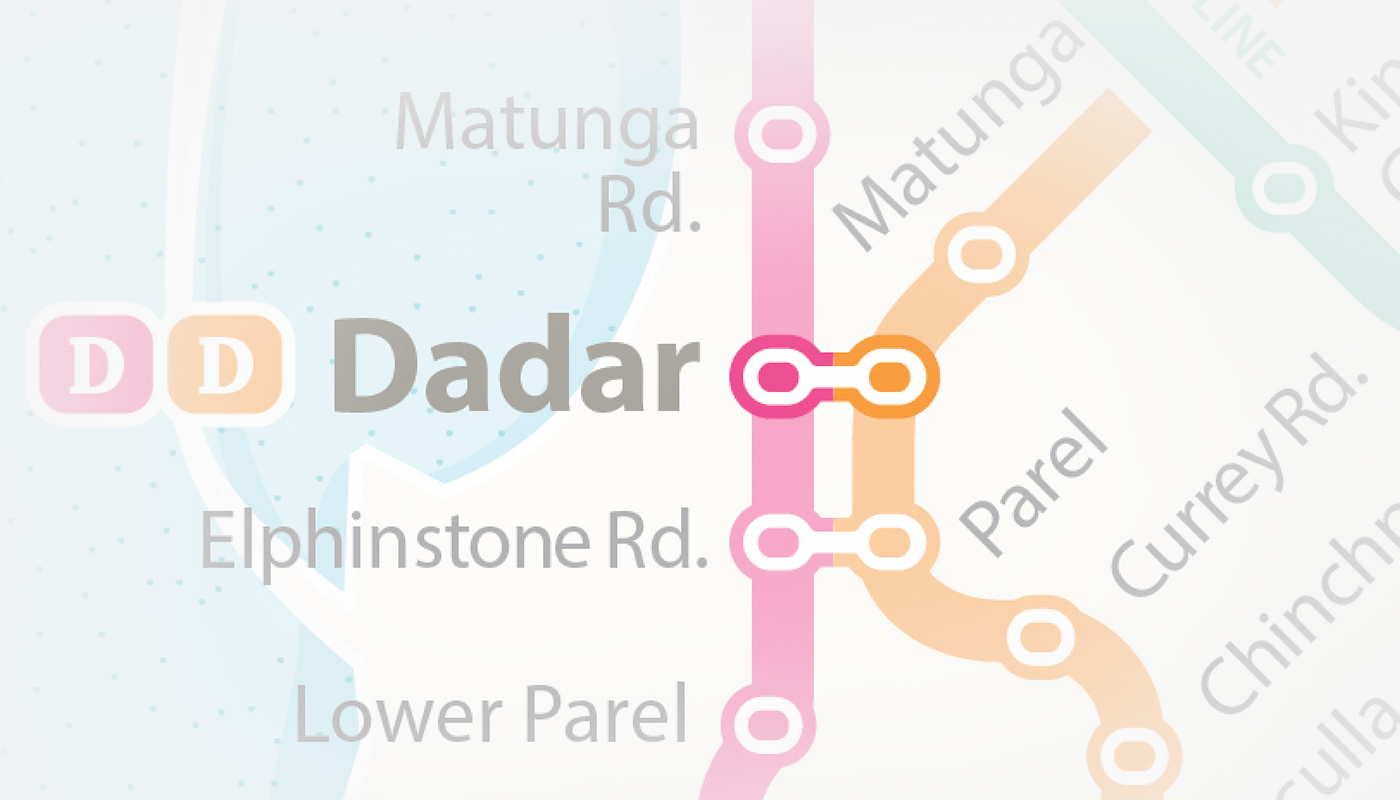 LINE
Matunga
Rd.
Matunga
D D Dadar
Elphinstone Rd.
Parel
Currey Rd.
Lower Parel